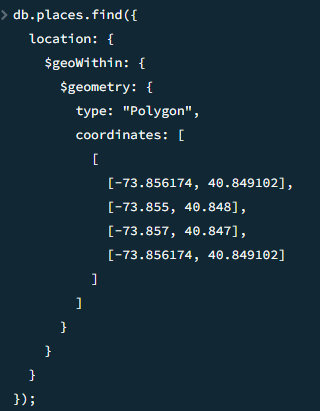 > db.places.find({
  location: {
    $geoWithin: {
      $geometry: {
        type: "Polygon",
        coordinates: [
          [
            [-73.856174, 40.849102],
            [-73.855, 40.848],
            [-73.857, 40.847],
            [-73.856174, 40.849102]
          ]
        ]
      }
    }
  }
});